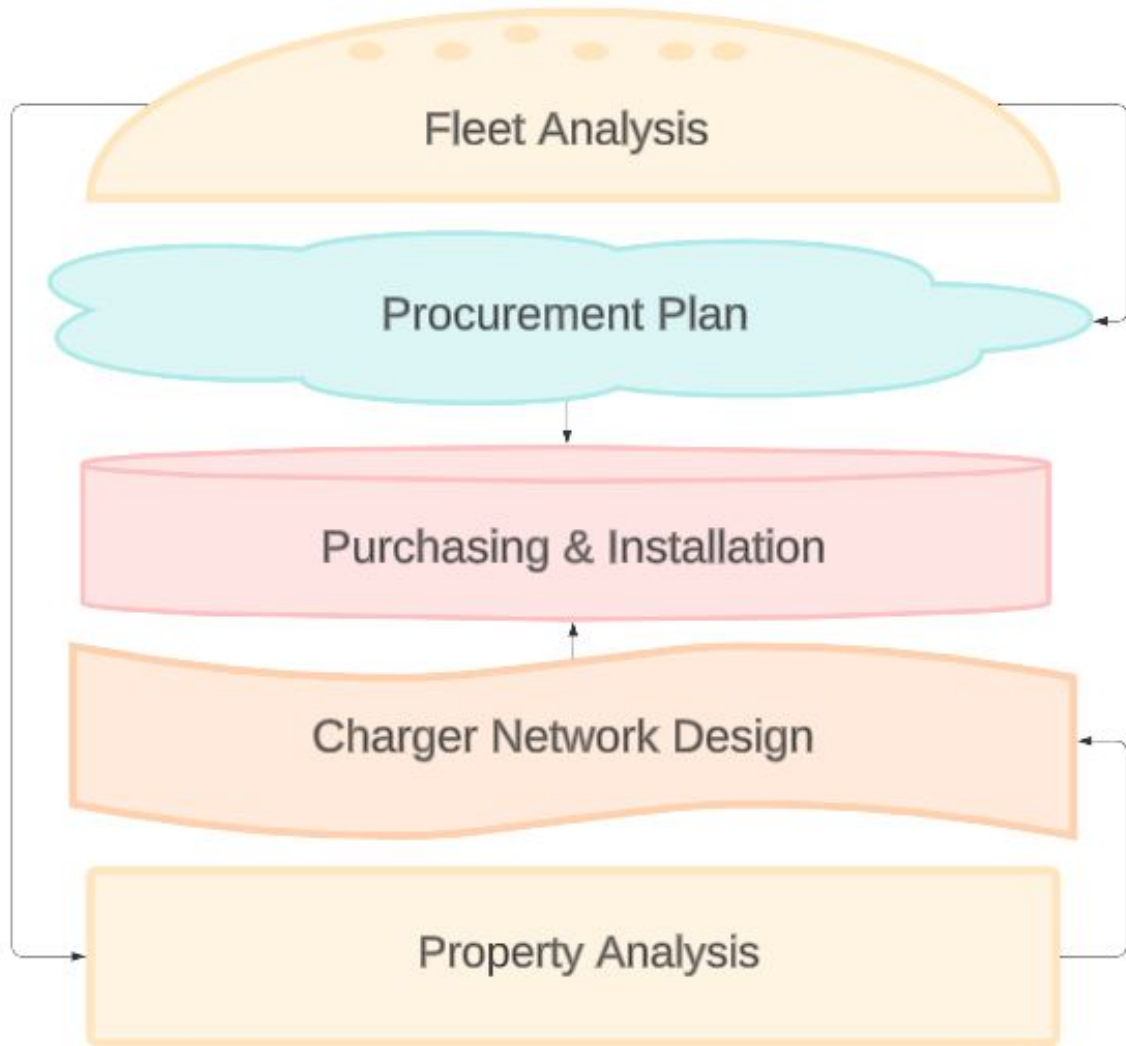 Fleet Analysis
Procurement Plan
Purchasing & Installation
Charger Network Design
Property Analysis